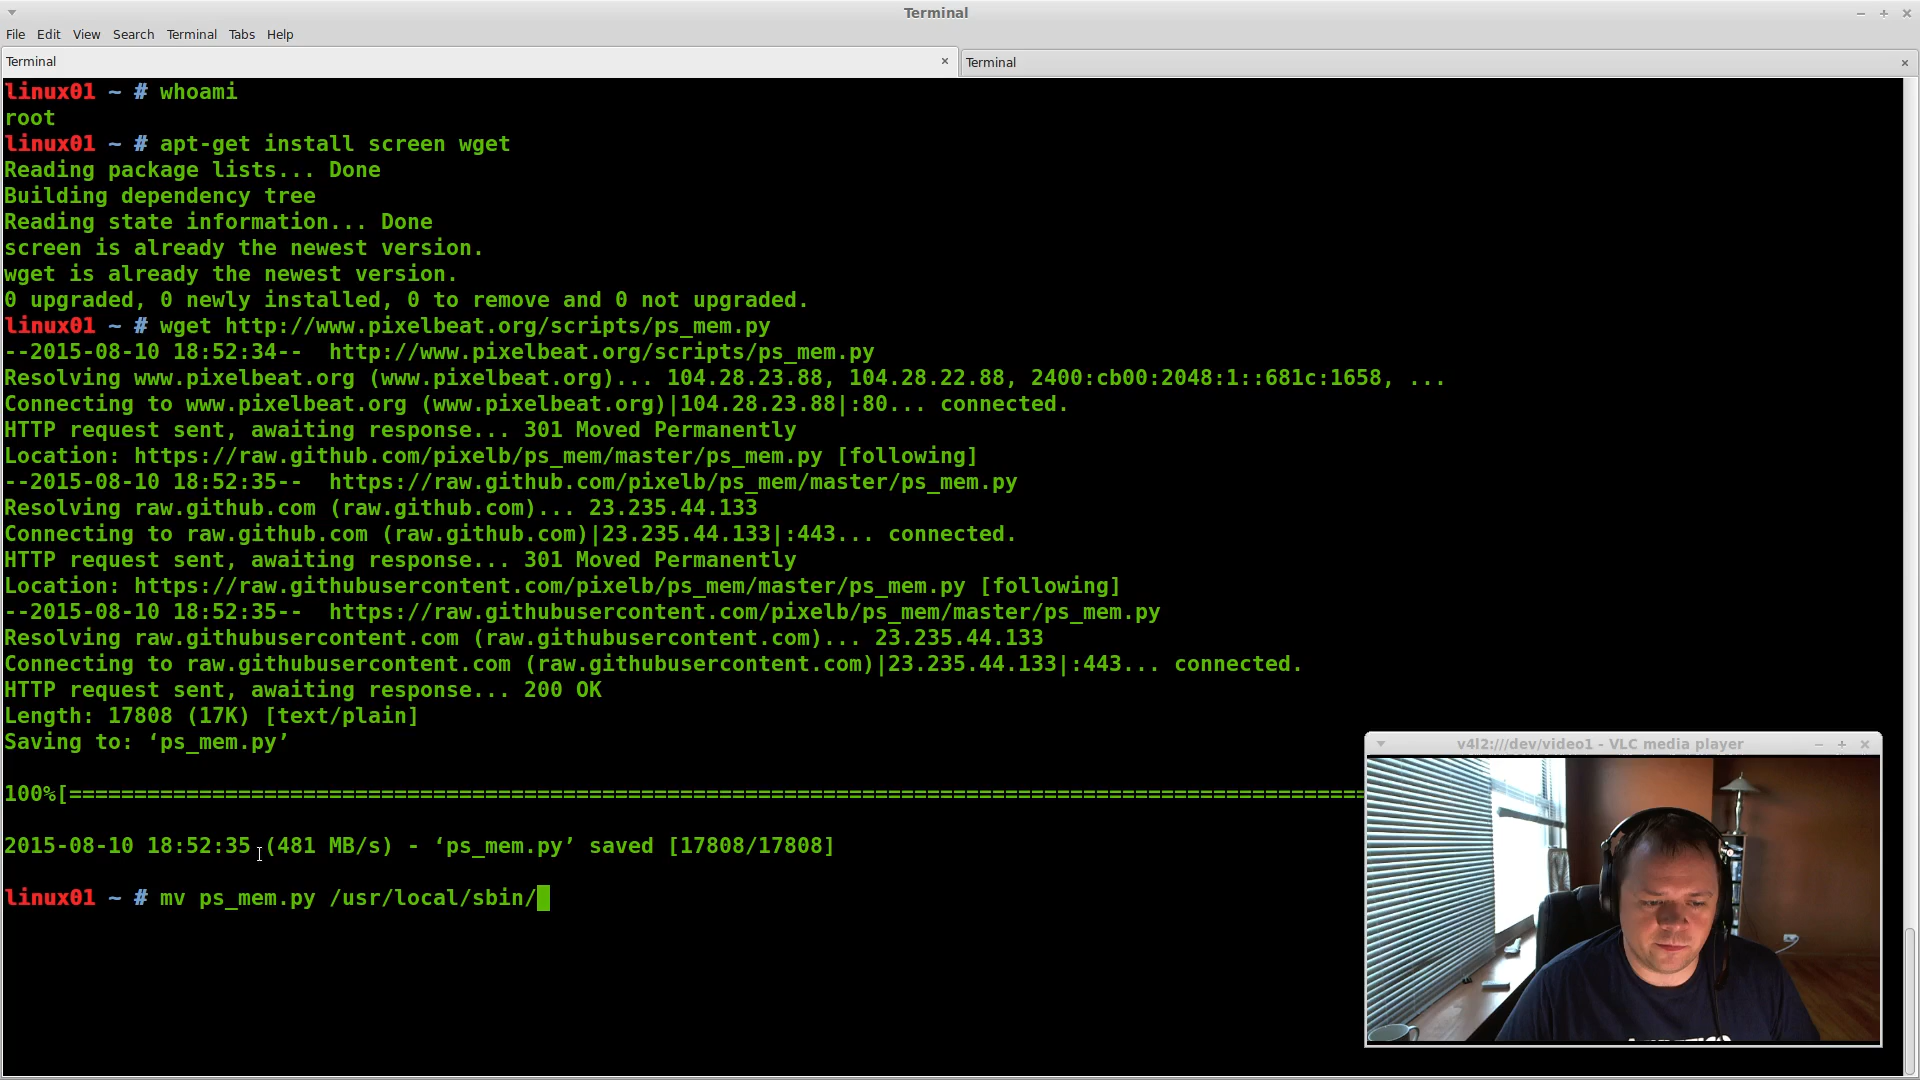 Terminal
File Edit View Search Terminal Tabs Help
Terminal
Terminal
linux01 ~ # whoami
root
linux01 ~ # apt-get install screen wget
Reading package lists... Done
Building dependency tree
Reading state information... Done
screen is already the newest version.
wget is already the newest version.
0 upgraded, 0 newly installed, 0 to remove and 0 not upgraded.
linux01 ~ # wget http://www.pixelbeat.org/scripts/ps_mem.py
--2015-08-10 18:52:34--  http://www.pixelbeat.org/scripts/ps_mem.py
Resolving www.pixelbeat.org (www.pixelbeat.org)... 104.28.23.88, 104.28.22.88, 2400:cb00:2048:1::681c:1658, ...
Connecting to www.pixelbeat.org (www.pixelbeat.org)|104.28.23.88|:80... connected.
HTTP request sent, awaiting response... 301 Moved Permanently
Location: https://raw.github.com/pixelb/ps_mem/master/ps_mem.py [following]
--2015-08-10 18:52:35--  https://raw.github.com/pixelb/ps_mem/master/ps_mem.py
Resolving raw.github.com (raw.github.com)... 23.235.44.133
Connecting to raw.github.com (raw.github.com)|23.235.44.133|:443... connected.
HTTP request sent, awaiting response... 301 Moved Permanently
Location: https://raw.githubusercontent.com/pixelb/ps_mem/master/ps_mem.py [following]
--2015-08-10 18:52:35--  https://raw.githubusercontent.com/pixelb/ps_mem/master/ps_mem.py
Resolving raw.githubusercontent.com (raw.githubusercontent.com)... 23.235.44.133
Connecting to raw.githubusercontent.com (raw.githubusercontent.com)|23.235.44.133|:443... connected.
HTTP request sent, awaiting response... 200 OK
Length: 17808 (17K) [text/plain]
Saving to: ‘ps_mem.py’
100%[====================================================================================================
2015-08-10 18:52:35 (481 MB/s) - ‘ps_mem.py’ saved [17808/17808]
linux01 ~ # mv ps_mem.py /usr/local/sbin/
v4l2:///dev/video1 - VLC media player